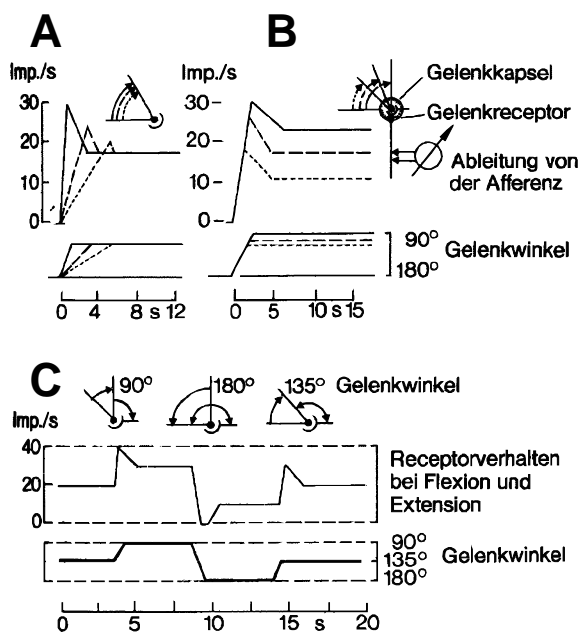 A
B
Imp./s
Imp./s
30
20
10
0
30
20
10
0
Gelenkkapsel
Gelenkreceptor
Ableitung von
der Afferenz
90°
180°
Gelenkwinkel
0 4 8 s 12
0 5 10 s 15
C
90°
180°
135°
Gelenkwinkel
Imp./s
40
20
0
Receptorverhalten
bei Flexion und
Extension
90°
135°
180°
Gelenkwinkel
0 5 10 15 s 20